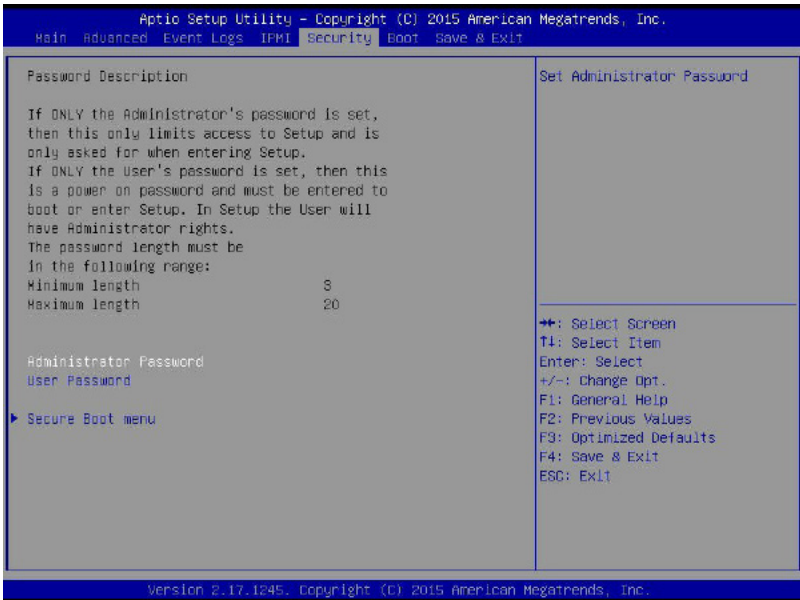 Aptio Setup Utility – Copyright (C) 2015 American Megatrends, Inc.
Main Advanced Event Logs IPMI Security Boot Save & Exit
Password Description
If ONLY the Administrator's password is set,
then this only limits access to Setup and is
only asked for when entering Setup.
If ONLY the User's password is set, then this
is a power on password and must be entered to
boot or enter Setup. In Setup the User will
have Administrator rights.
The password length must be
in the following range:
Minimum length 3
Maximum length 20
Administrator Password
User Password
Secure Boot menu
Set Administrator Password
→←: Select Screen
↑↓: Select Item
Enter: Select
+/-: Change Opt.
F1: General Help
F2: Previous Values
F3: Optimized Defaults
F4: Save & Exit
ESC: Exit
Version 2.17.1245. Copyright (C) 2015 American Megatrends, Inc.